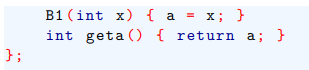 B1(int x) { a = x; }
int geta() { return a; }
};